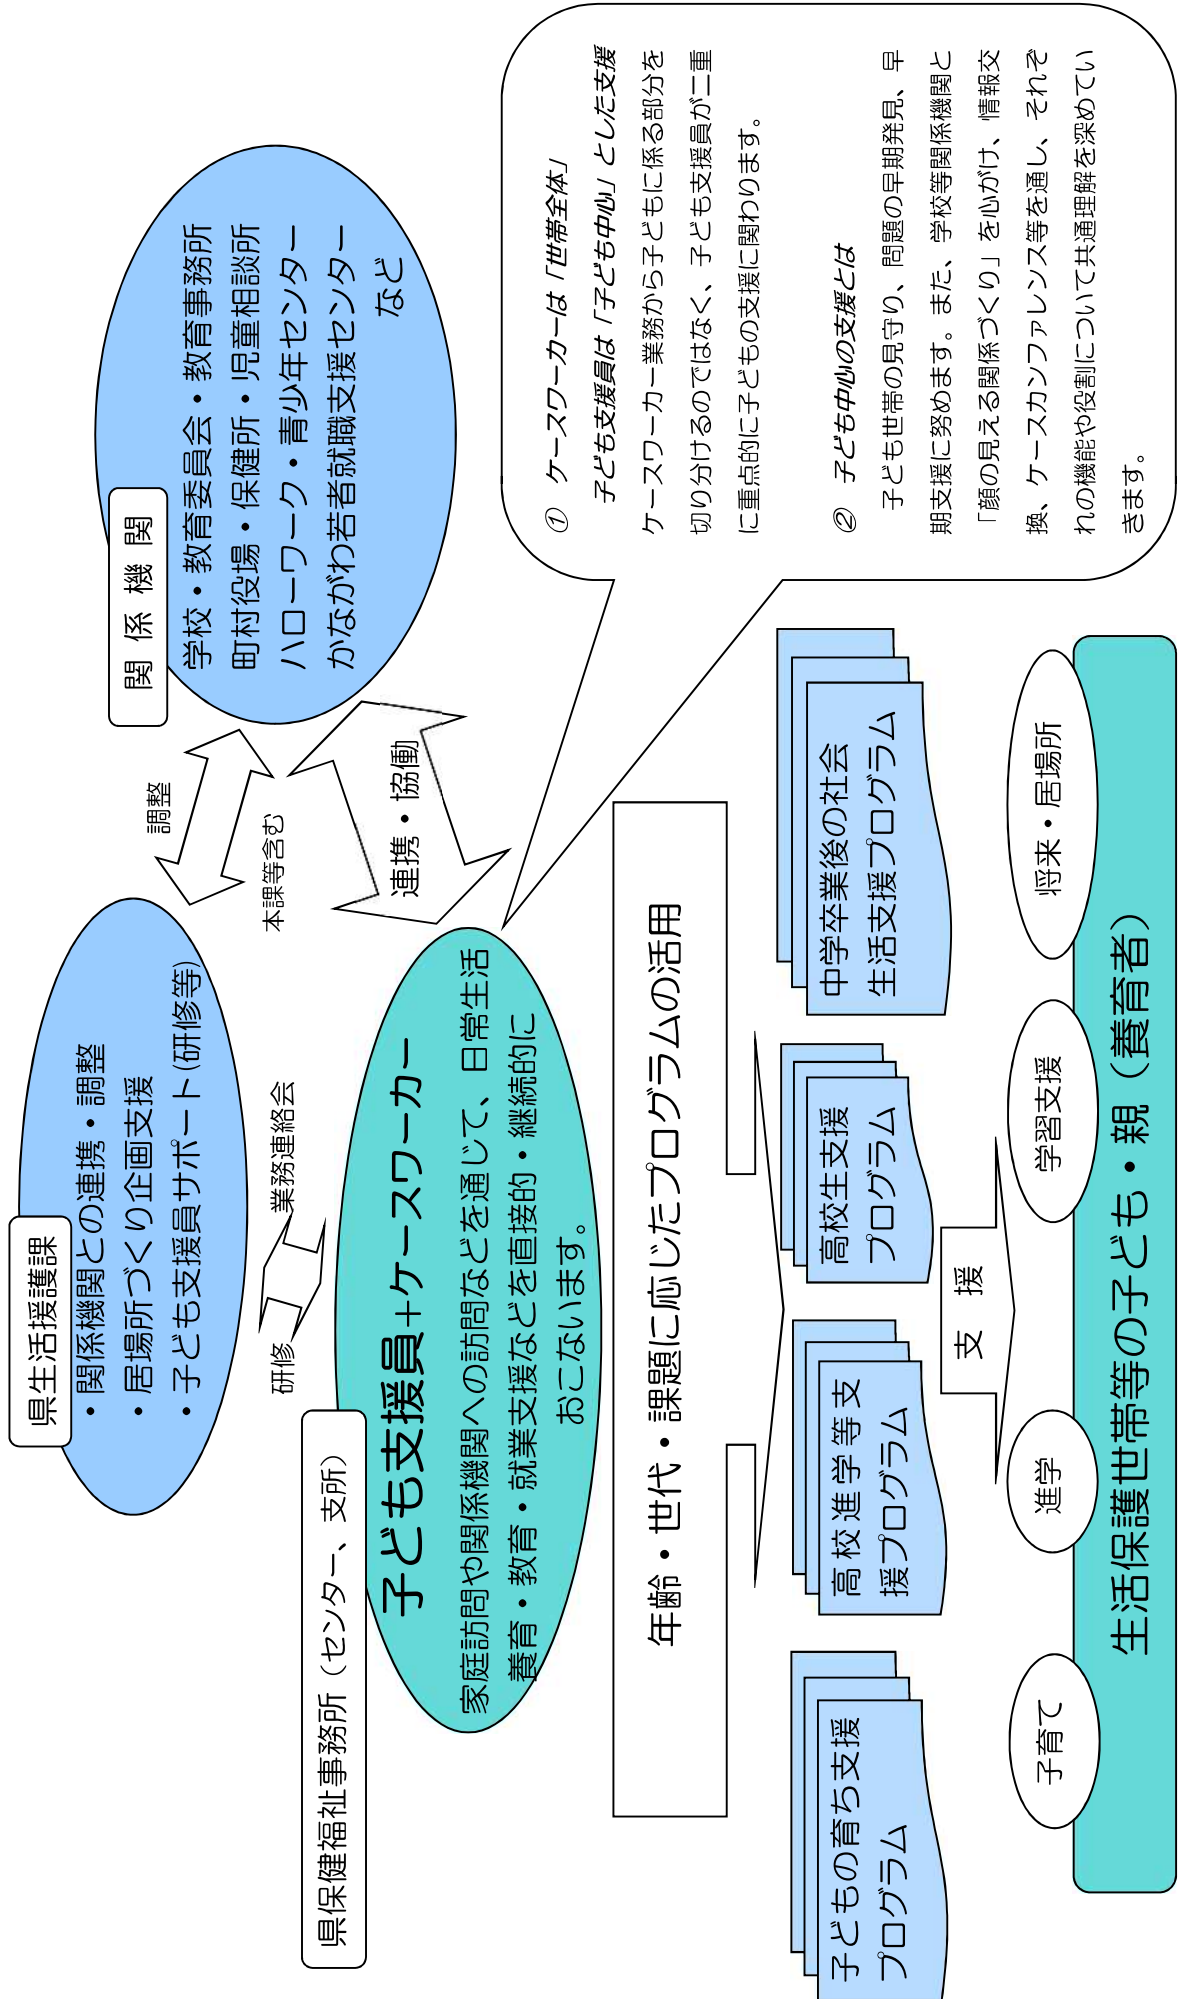 県生活援護課
・関係機関との連携・調整
・居場所づくり企画支援
・子ども支援員サポート(研修等)
調整
本課等含む
関係機関
学校・教育委員会・教育事務所
町村役場・保健所・児童相談所
ハローワーク・青少年センター
かながわ若者就職支援センター
など
研修
業務連絡会
連携・協働
県保健福祉事務所（センター、支所）
子ども支援員＋ケースワーカー
家庭訪問や関係機関への訪問などを通じて、日常生活
養育・教育・就業支援などを直接的・継続的に
おこないます。
① ケースワーカーは「世帯全体」
子ども支援員は「子ども中心」とした支援
ケースワーカー業務から子どもに係る部分を
切り分けるのではなく、子ども支援員が二重
に重点的に子どもの支援に関わります。
② 子ども中心の支援とは
子ども世帯の見守り、問題の早期発見、早
期支援に努めます。また、学校等関係機関と
「顔の見える関係づくり」を心がけ、情報交
換、ケースカンファレンス等を通し、それぞ
れの機能や役割について共通理解を深めてい
きます。
年齢・世代・課題に応じたプログラムの活用
子どもの育ち支援
プログラム
高校進学等支
援プログラム
高校生支援
プログラム
中学卒業後の社会
生活支援プログラム
支援
子育て
進学
学習支援
将来・居場所
生活保護世帯等の子ども・親（養育者）